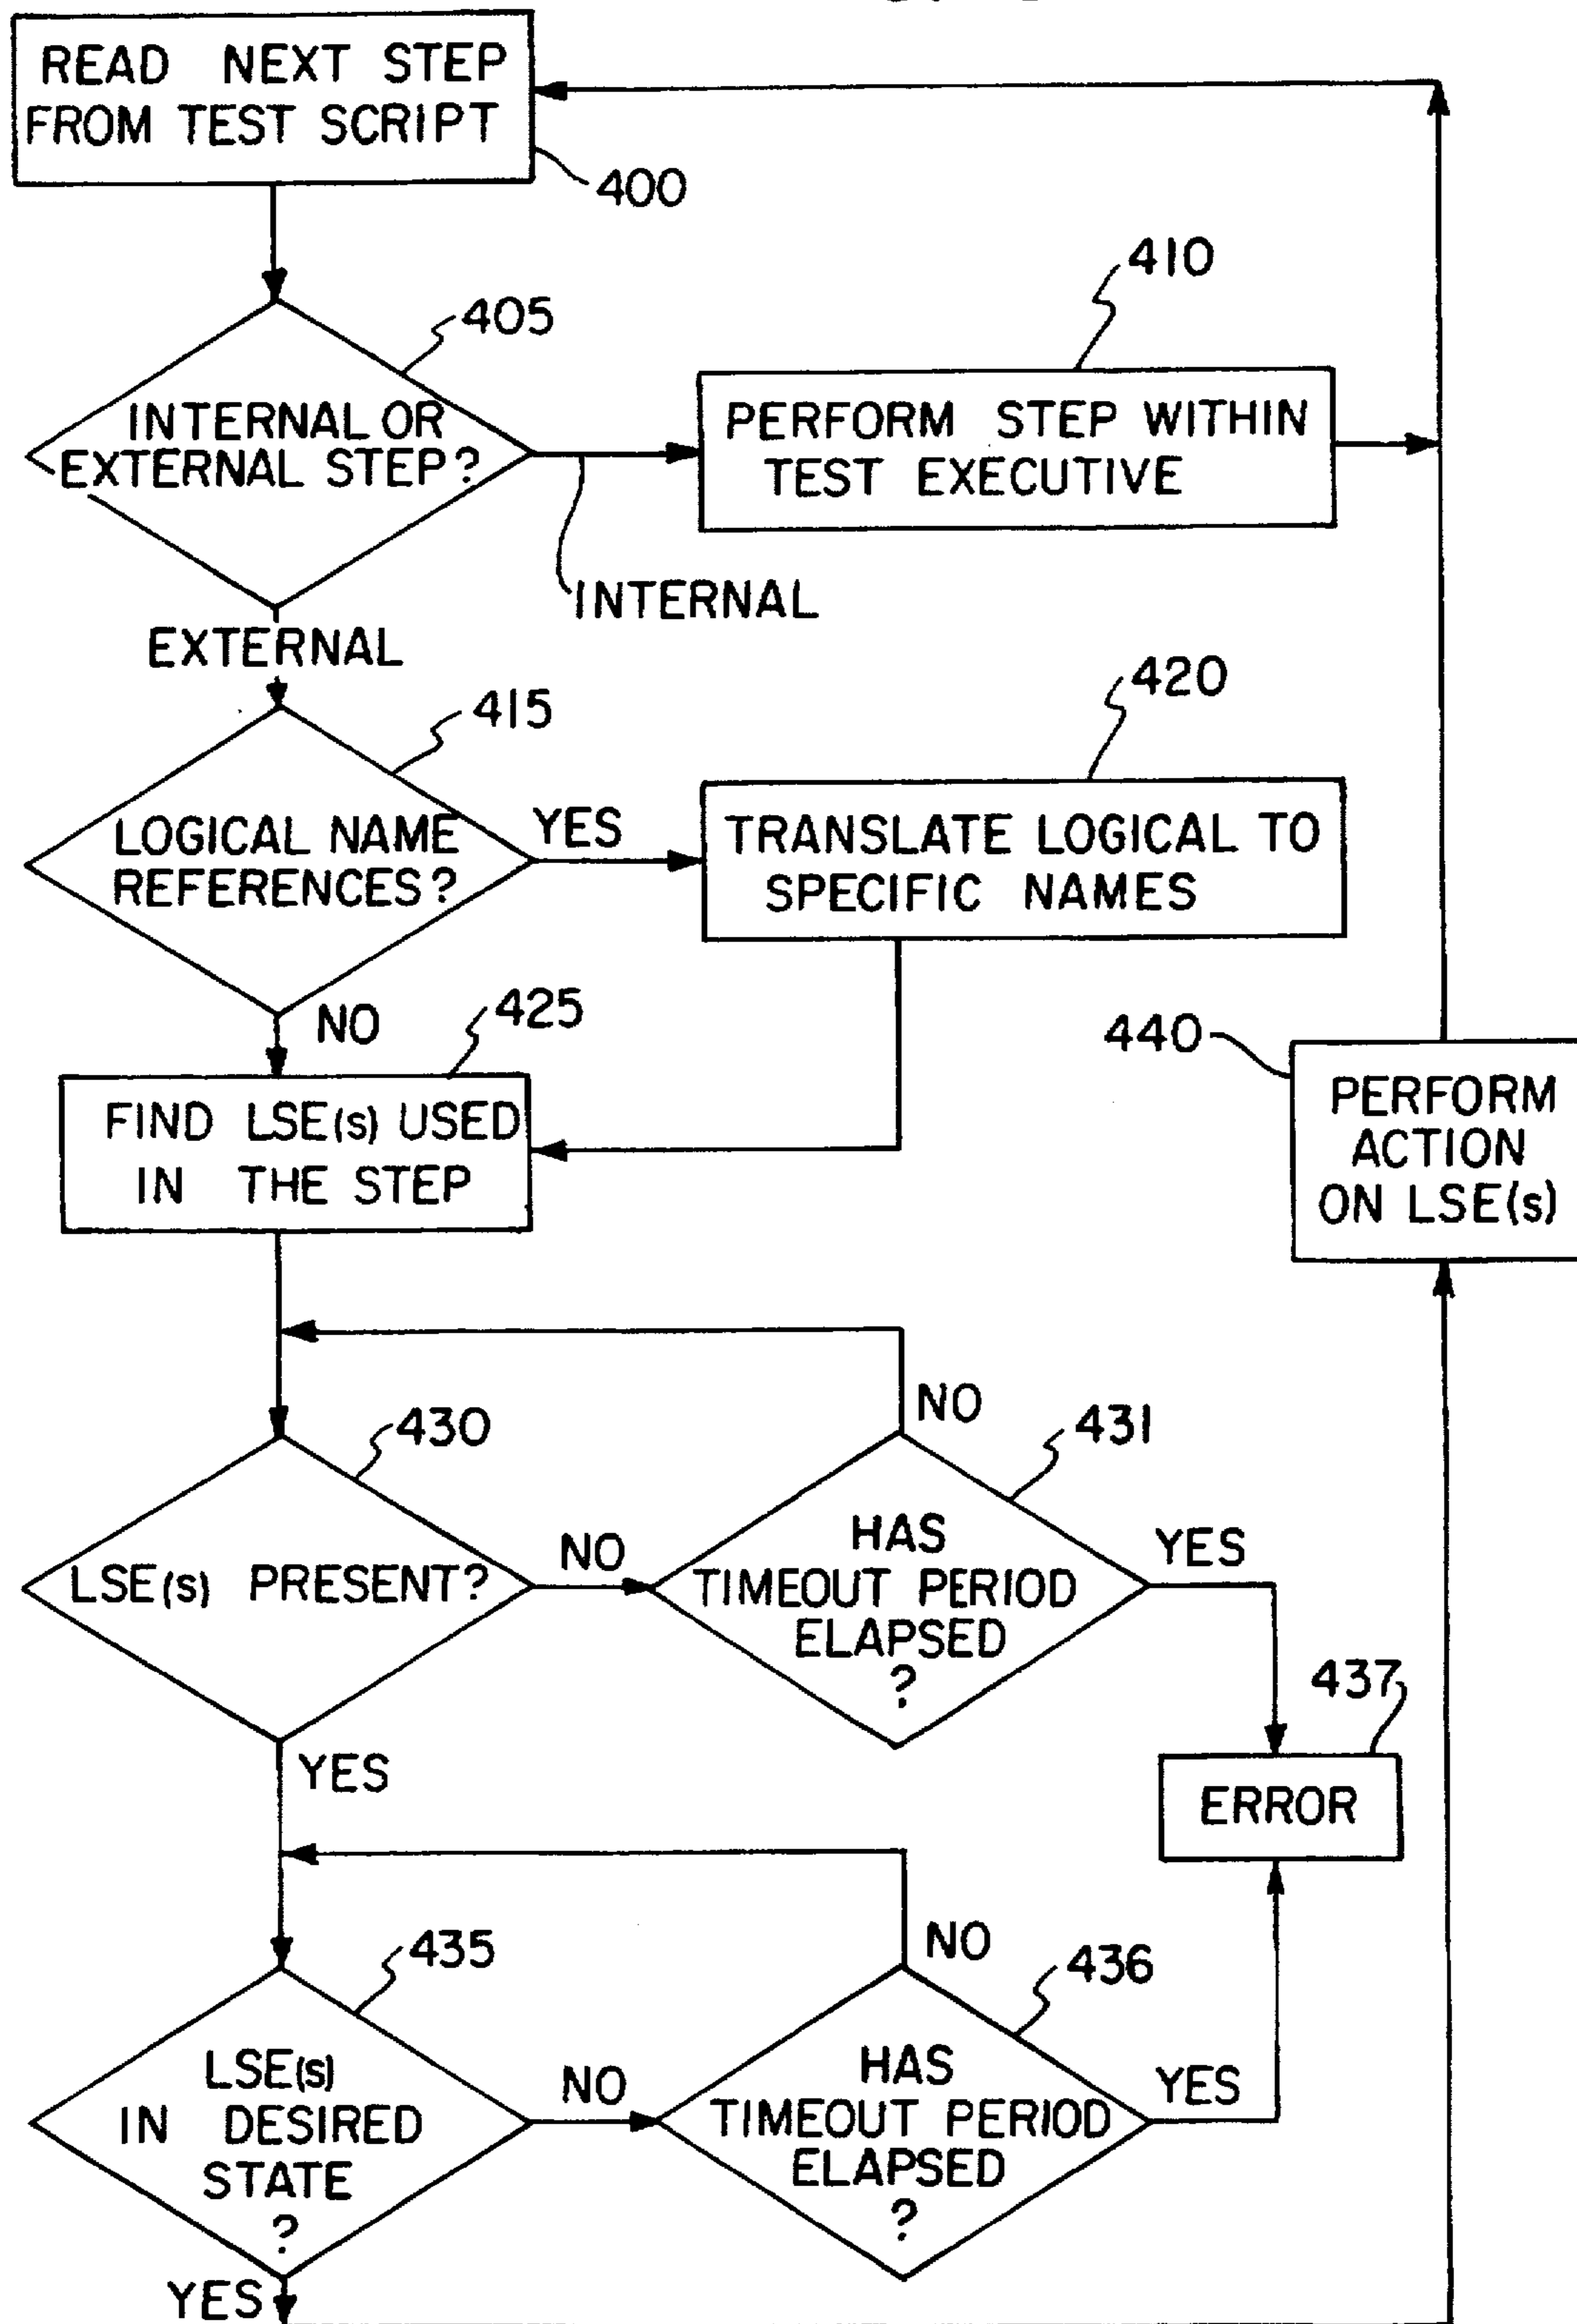 READ NEXT STEP
FROM TEST SCRIPT
400
410
405
INTERNAL OR
EXTERNAL STEP?
PERFORM STEP WITHIN
TEST EXECUTIVE
INTERNAL
EXTERNAL
415
420
LOGICAL NAME
REFERENCES?
YES
TRANSLATE LOGICAL TO
SPECIFIC NAMES
NO
425
440
FIND LSE(s) USED
IN THE STEP
PERFORM
ACTION
ON LSE(s)
NO
430
431
LSE(s) PRESENT?
NO
HAS
TIMEOUT PERIOD
ELAPSED
?
YES
437
YES
ERROR
NO
435
436
LSE(s)
IN DESIRED
STATE
?
NO
HAS
TIMEOUT PERIOD
ELAPSED
?
YES
YES